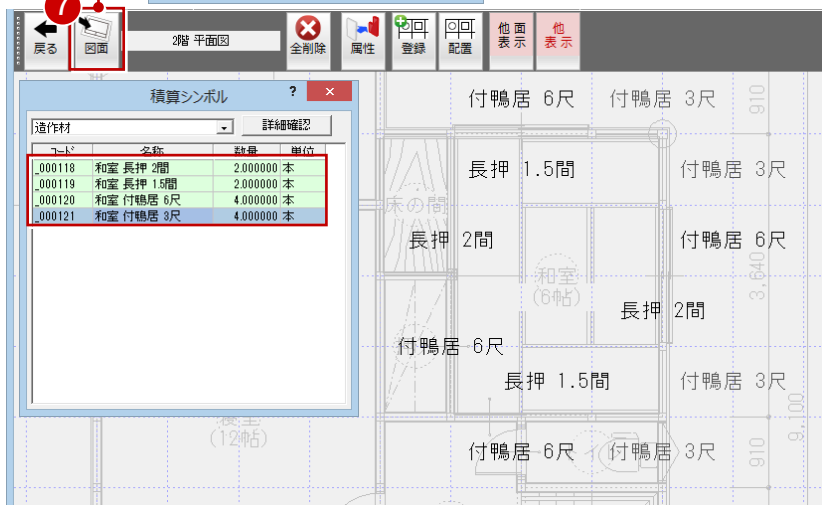 7
戻る
図面
2階 平面図
全削除
属性
登録
配置
他 面
表 示
他
表 示
積算シンボル
? ×
造作材
詳細確認
コード 名称 数量 単位
_000118 和室 長押 2間 2.000000 本
_000119 和室 長押 1.5間 2.000000 本
_000120 和室 付鴨居 6尺 4.000000 本
_000121 和室 付鴨居 3尺 4.000000 本
付鴨居 6尺
付鴨居 3尺
910
長押 1.5間
付鴨居 3尺
床の間
長押 2間
付鴨居 6尺
和室
(6帖)
3,640
長押 2間
付鴨居 6尺
長押 1.5間
付鴨居 3尺
(12帖)
付鴨居 6尺
付鴨居 3尺
910
9,100